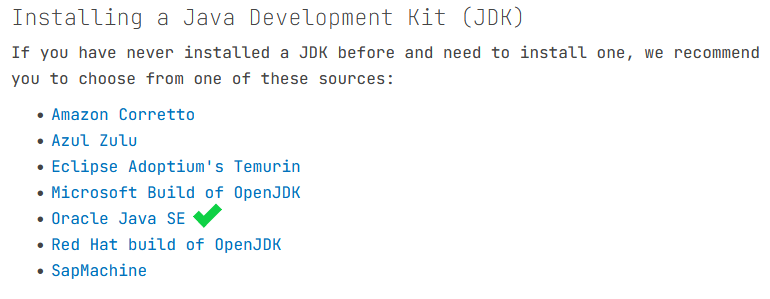 Installing a Java Development Kit (JDK)
If you have never installed a JDK before and need to install one, we recommend
you to choose from one of these sources:
• Amazon Corretto
• Azul Zulu
• Eclipse Adoptium's Temurin
• Microsoft Build of OpenJDK
• Oracle Java SE
• Red Hat build of OpenJDK
• SapMachine